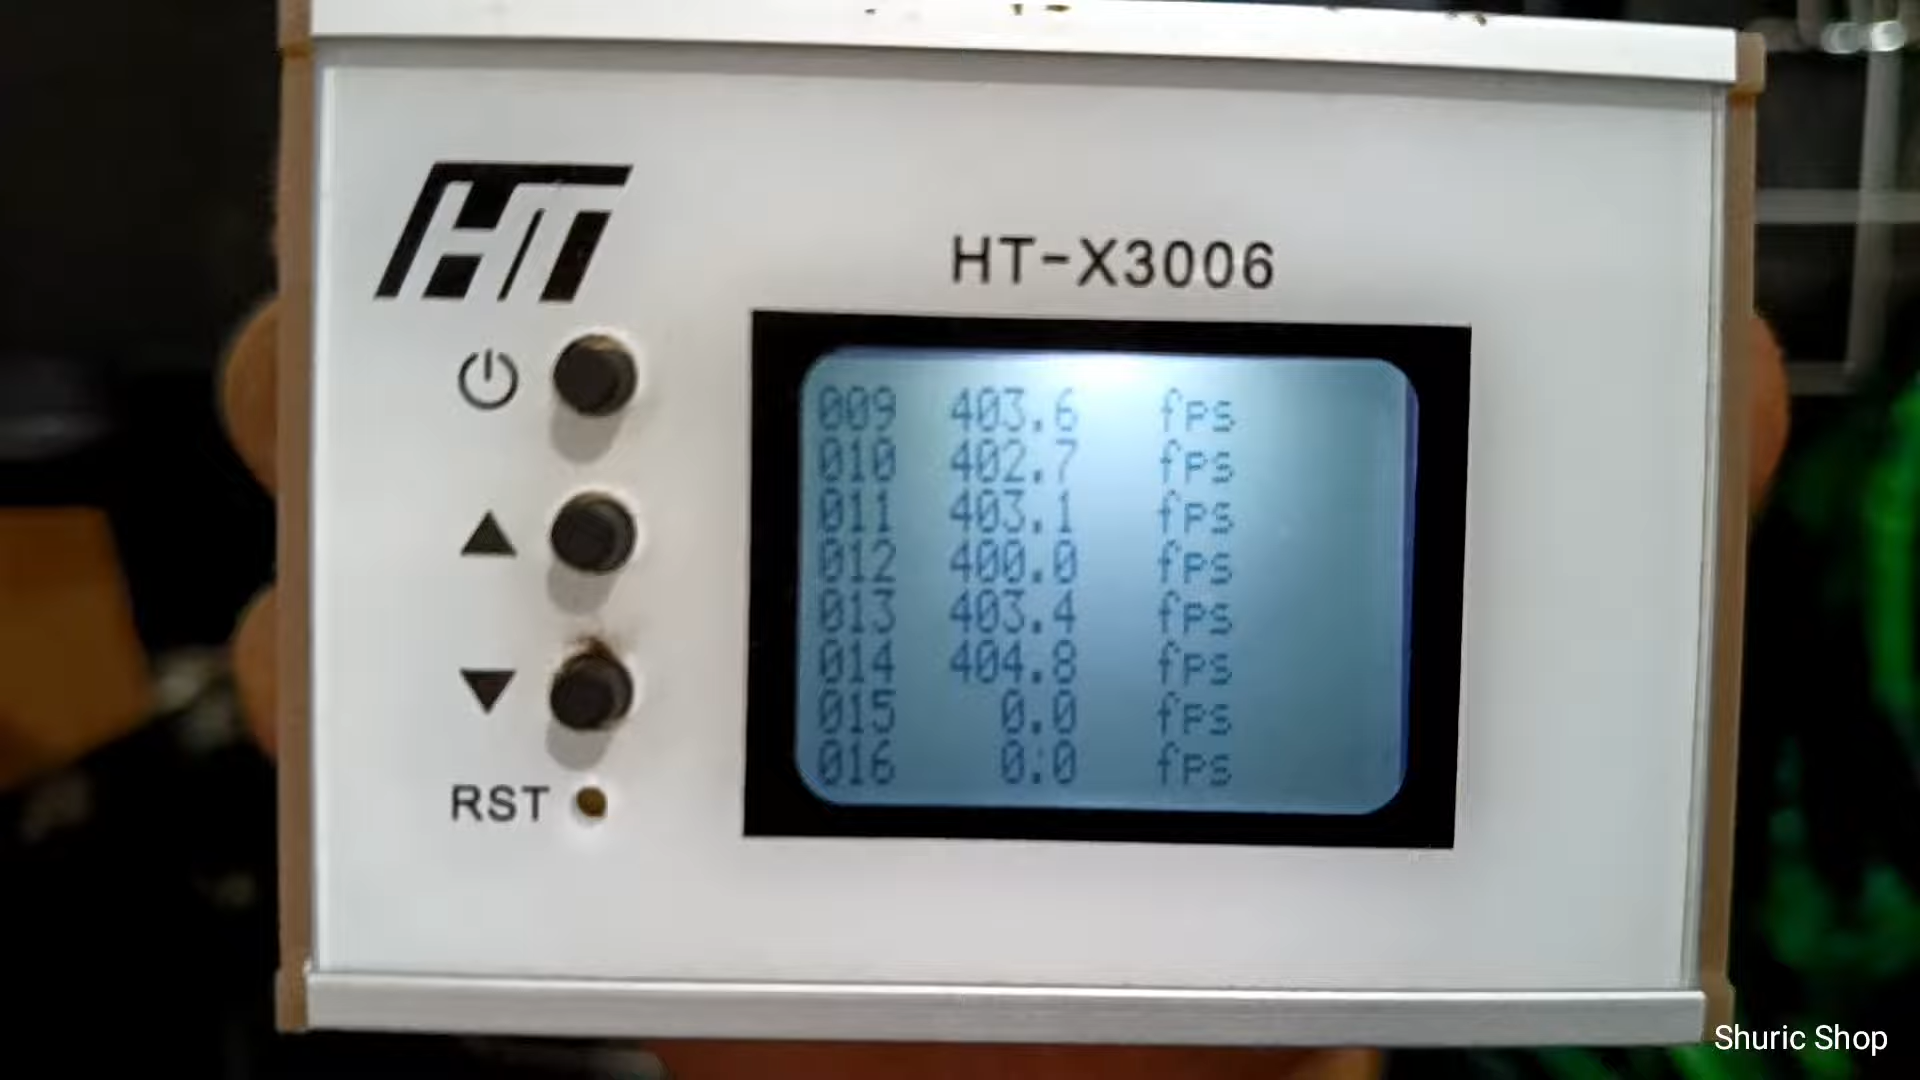 HT
HT-X3006
009 403.6 fps
010 402.7 fps
011 403.1 fps
012 400.0 fps
013 403.4 fps
014 404.8 fps
015 0.0 fps
016 0.0 fps
RST
Shuric Shop